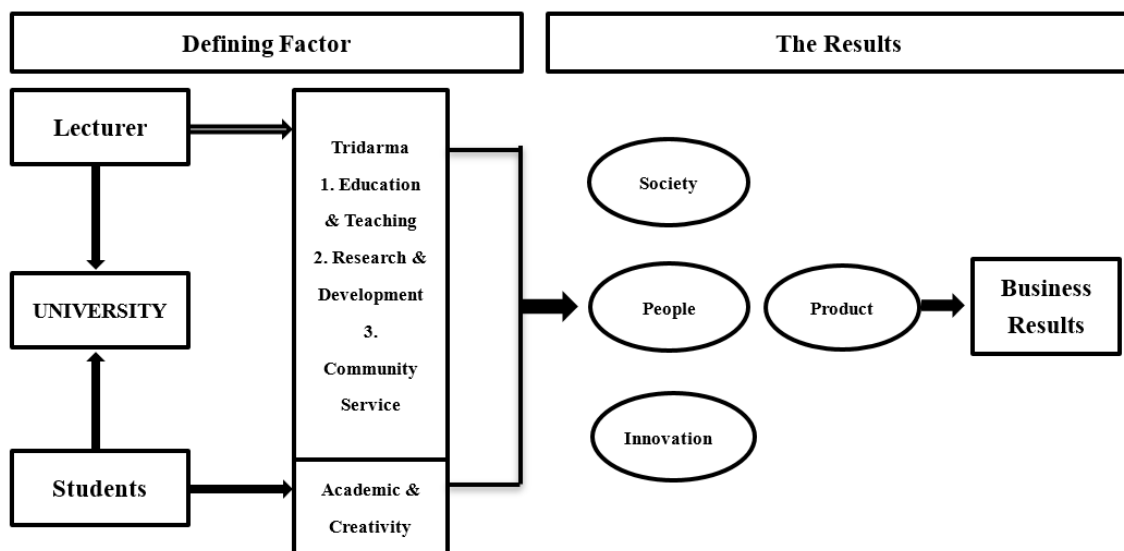 Defining Factor
The Results
Lecturer
UNIVERSITY
Students
Tridarma
1. Education
& Teaching
2. Research &
Development
3.
Community
Service
Academic &
Creativity
Society
People
Innovation
Product
Business
Results